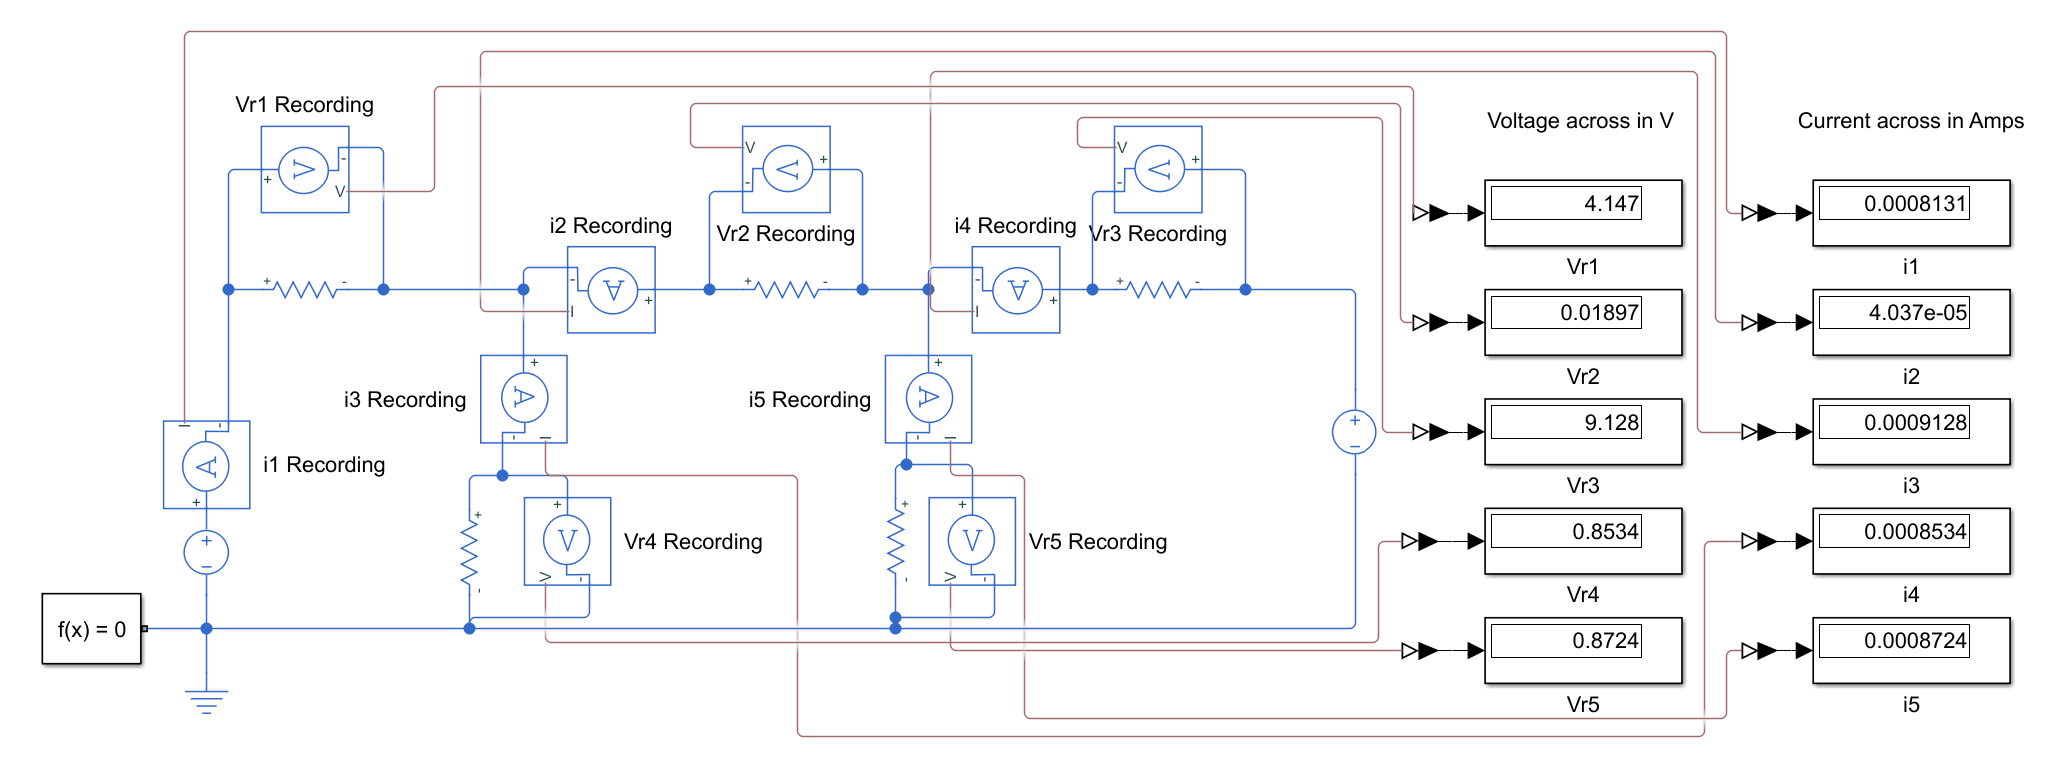 Vr1 Recording
Voltage across in V
Current across in Amps
V
-
+
V
V
+
-
V
+
-
4.147
0.0008131
i2 Recording
i4 Recording
Vr2 Recording
Vr3 Recording
Vr1
i1
+
-
-
A
+
I
+
-
-
A
+
I
+
-
0.01897
4.037e-05
Vr2
i2
i3 Recording
+
A
-
I
i5 Recording
+
A
-
I
+
-
0.9128
0.0009128
Vr3
i3
I
-
A
+
i1 Recording
+
-
+
-
+
V
V
-
Vr4 Recording
+
-
+
V
V
-
Vr5 Recording
0.8534
0.0008534
Vr4
i4
f(x) = 0
0.8724
0.0008724
Vr5
i5